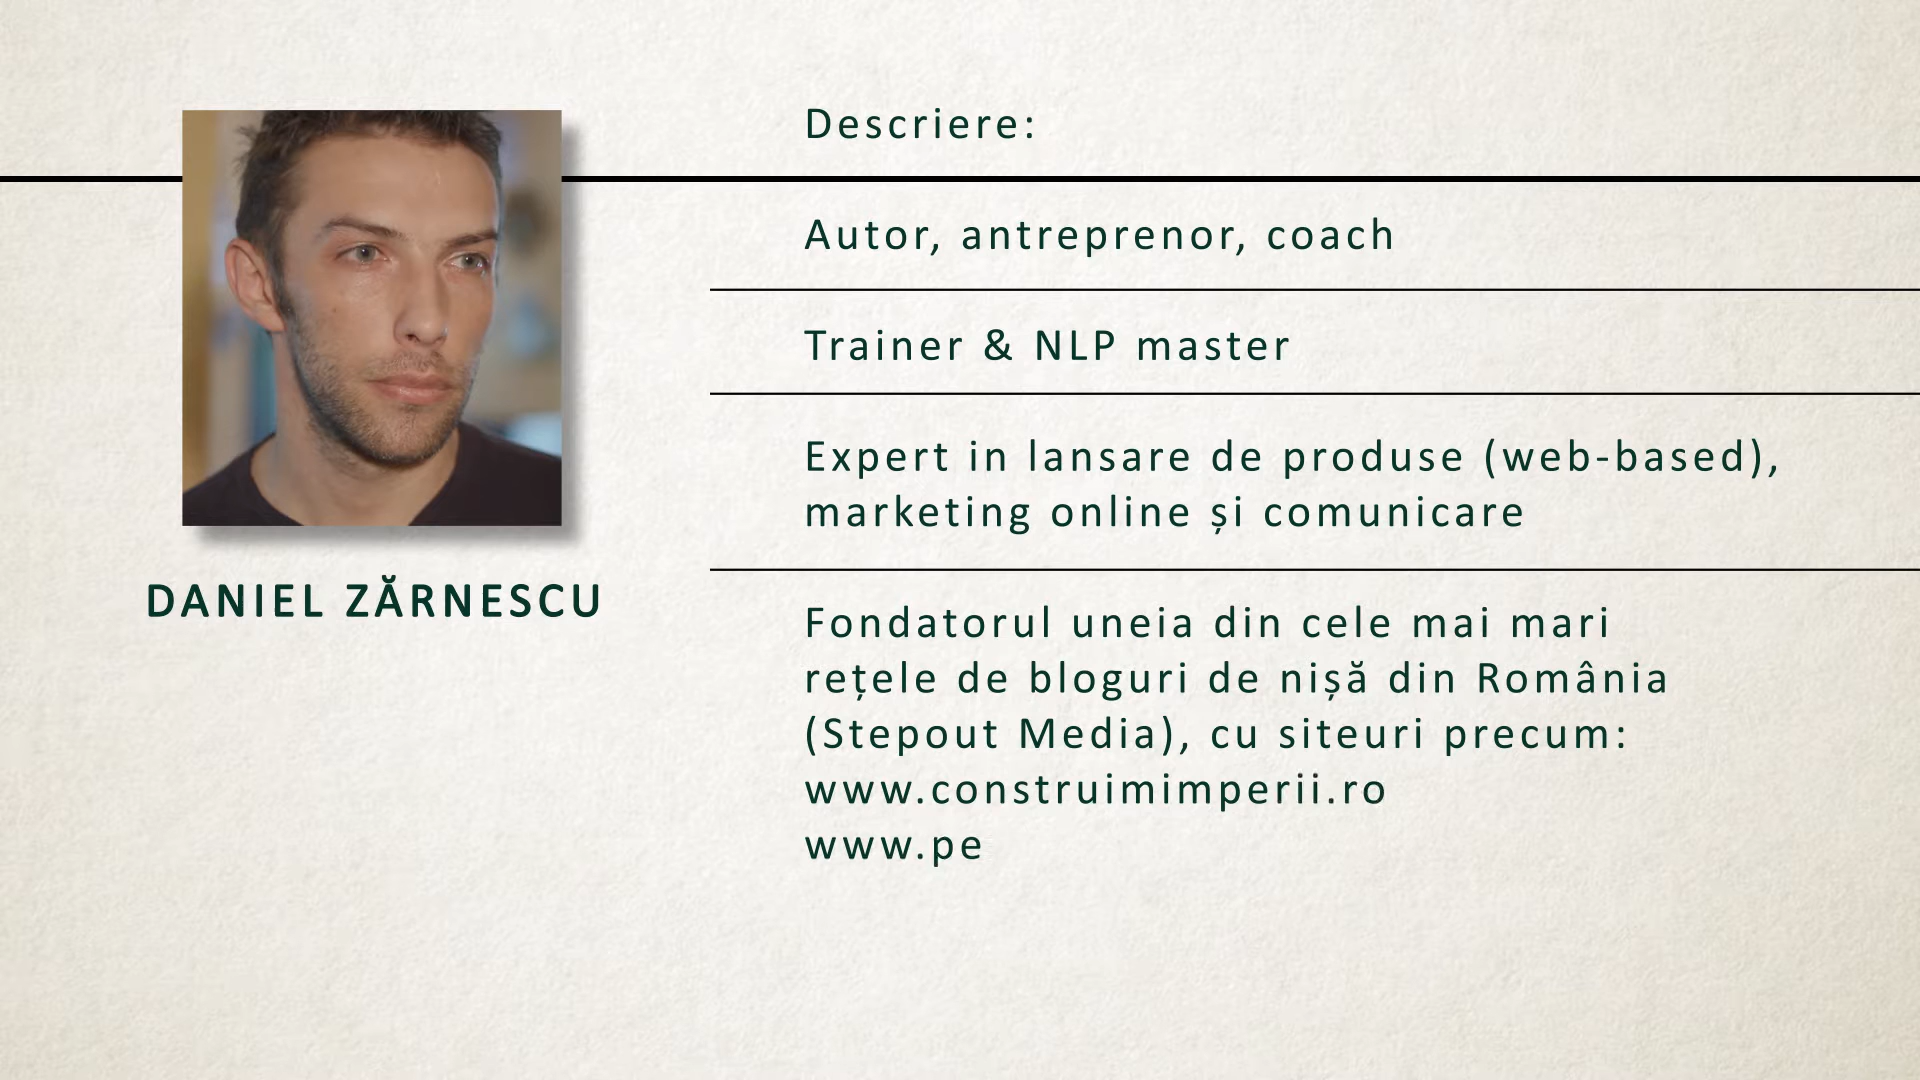 Descriere:
Autor, antreprenor, coach
Trainer & NLP master
Expert in lansare de produse (web-based),
marketing online și comunicare
DANIEL ZĂRNESCU
Fondatorul uneia din cele mai mari
rețele de bloguri de nișă din România
(Stepout Media), cu siteuri precum:
www.construimimperii.ro
www.pe